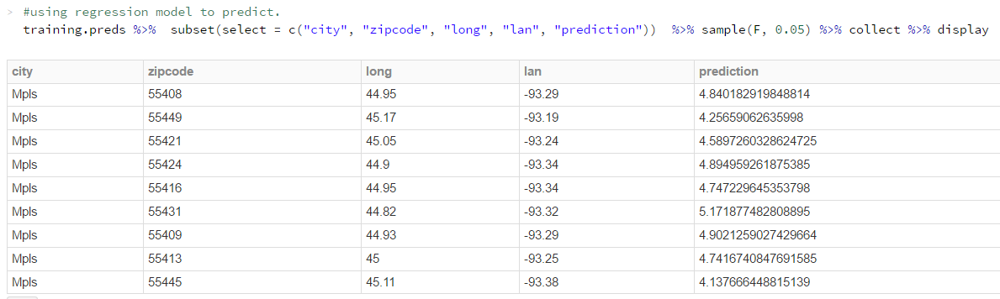 > #using regression model to predict.
training.preds %>%  subset(select = c("city", "zipcode", "long", "lan", "prediction"))  %>% sample(F, 0.05) %>% collect %>% display
city zipcode long lan prediction
Mpls 55408 44.95 -93.29 4.840182919848814
Mpls 55449 45.17 -93.19 4.25659062635998
Mpls 55421 45.05 -93.24 4.5897260328624725
Mpls 55424 44.9 -93.34 4.894959261875385
Mpls 55416 44.95 -93.34 4.747229645353798
Mpls 55431 44.82 -93.32 5.171877482808895
Mpls 55409 44.93 -93.29 4.9021259027429664
Mpls 55413 45 -93.25 4.7416740847691585
Mpls 55445 45.11 -93.38 4.137666448815139